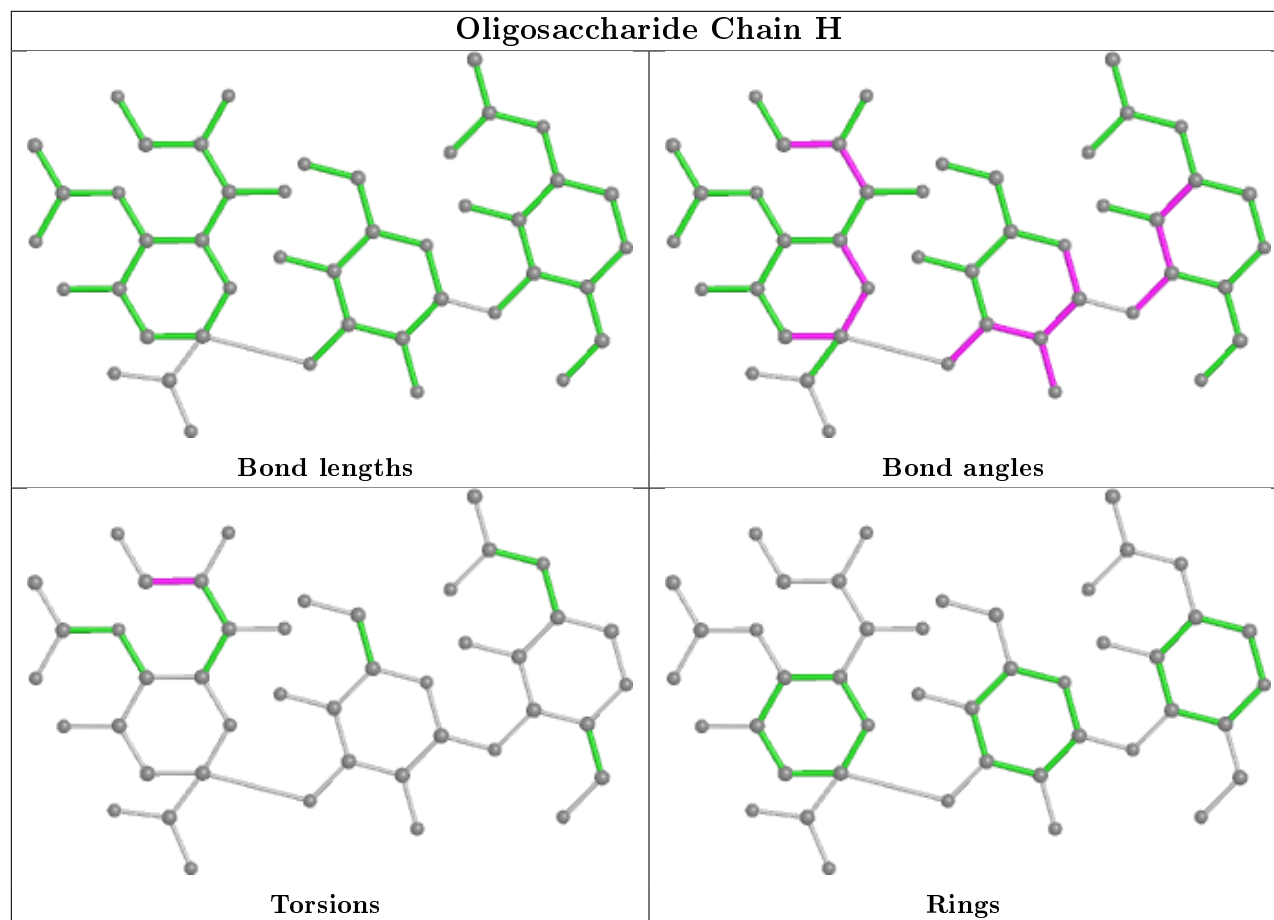 Oligosaccharide Chain H
Bond lengths
Bond angles
Torsions
Rings